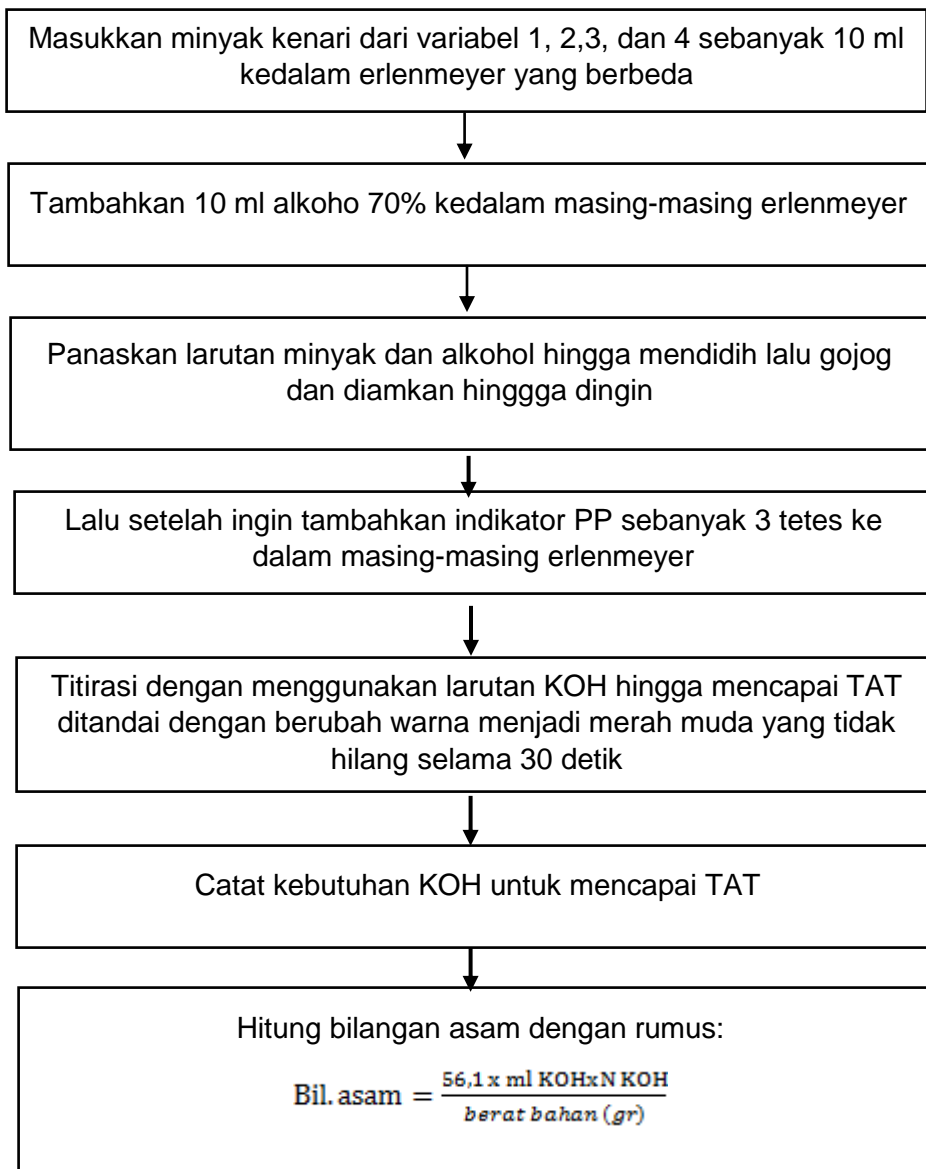 Masukkan minyak kenari dari variabel 1, 2,3, dan 4 sebanyak 10 ml
kedalam erlenmeyer yang berbeda
Tambahkan 10 ml alkoho 70% kedalam masing-masing erlenmeyer
Panaskan larutan minyak dan alkohol hingga mendidih lalu gojog
dan diamkan hinggga dingin
Lalu setelah ingin tambahkan indikator PP sebanyak 3 tetes ke
dalam masing-masing erlenmeyer
Titirasi dengan menggunakan larutan KOH hingga mencapai TAT
ditandai dengan berubah warna menjadi merah muda yang tidak
hilang selama 30 detik
Catat kebutuhan KOH untuk mencapai TAT
Hitung bilangan asam dengan rumus:
Bil. asam = 56,1 x ml KOHxN KOH
berat bahan (gr)